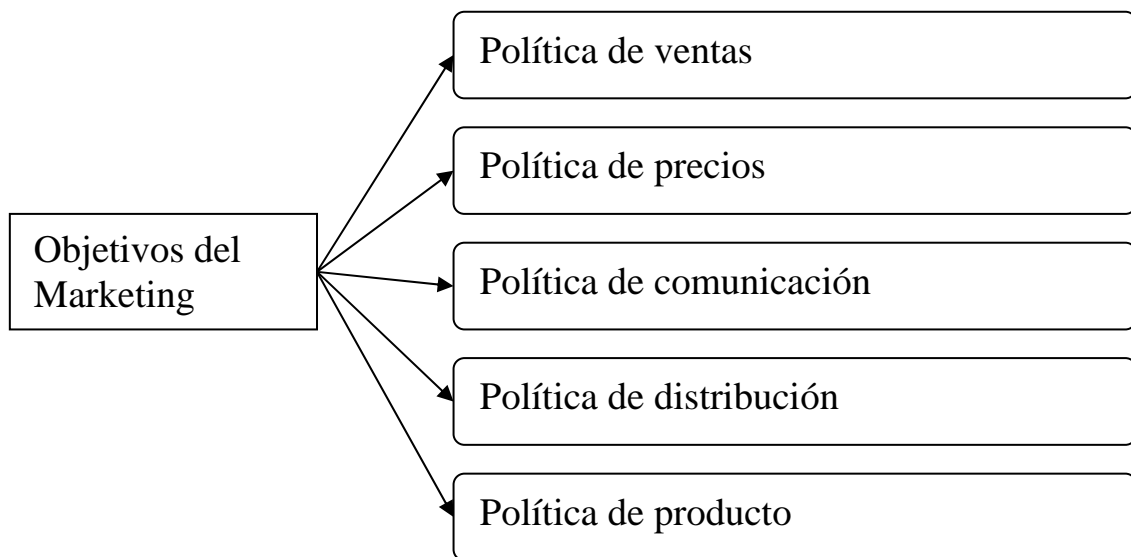 Política de ventas
Política de precios
Objetivos del
Marketing
Política de comunicación
Política de distribución
Política de producto